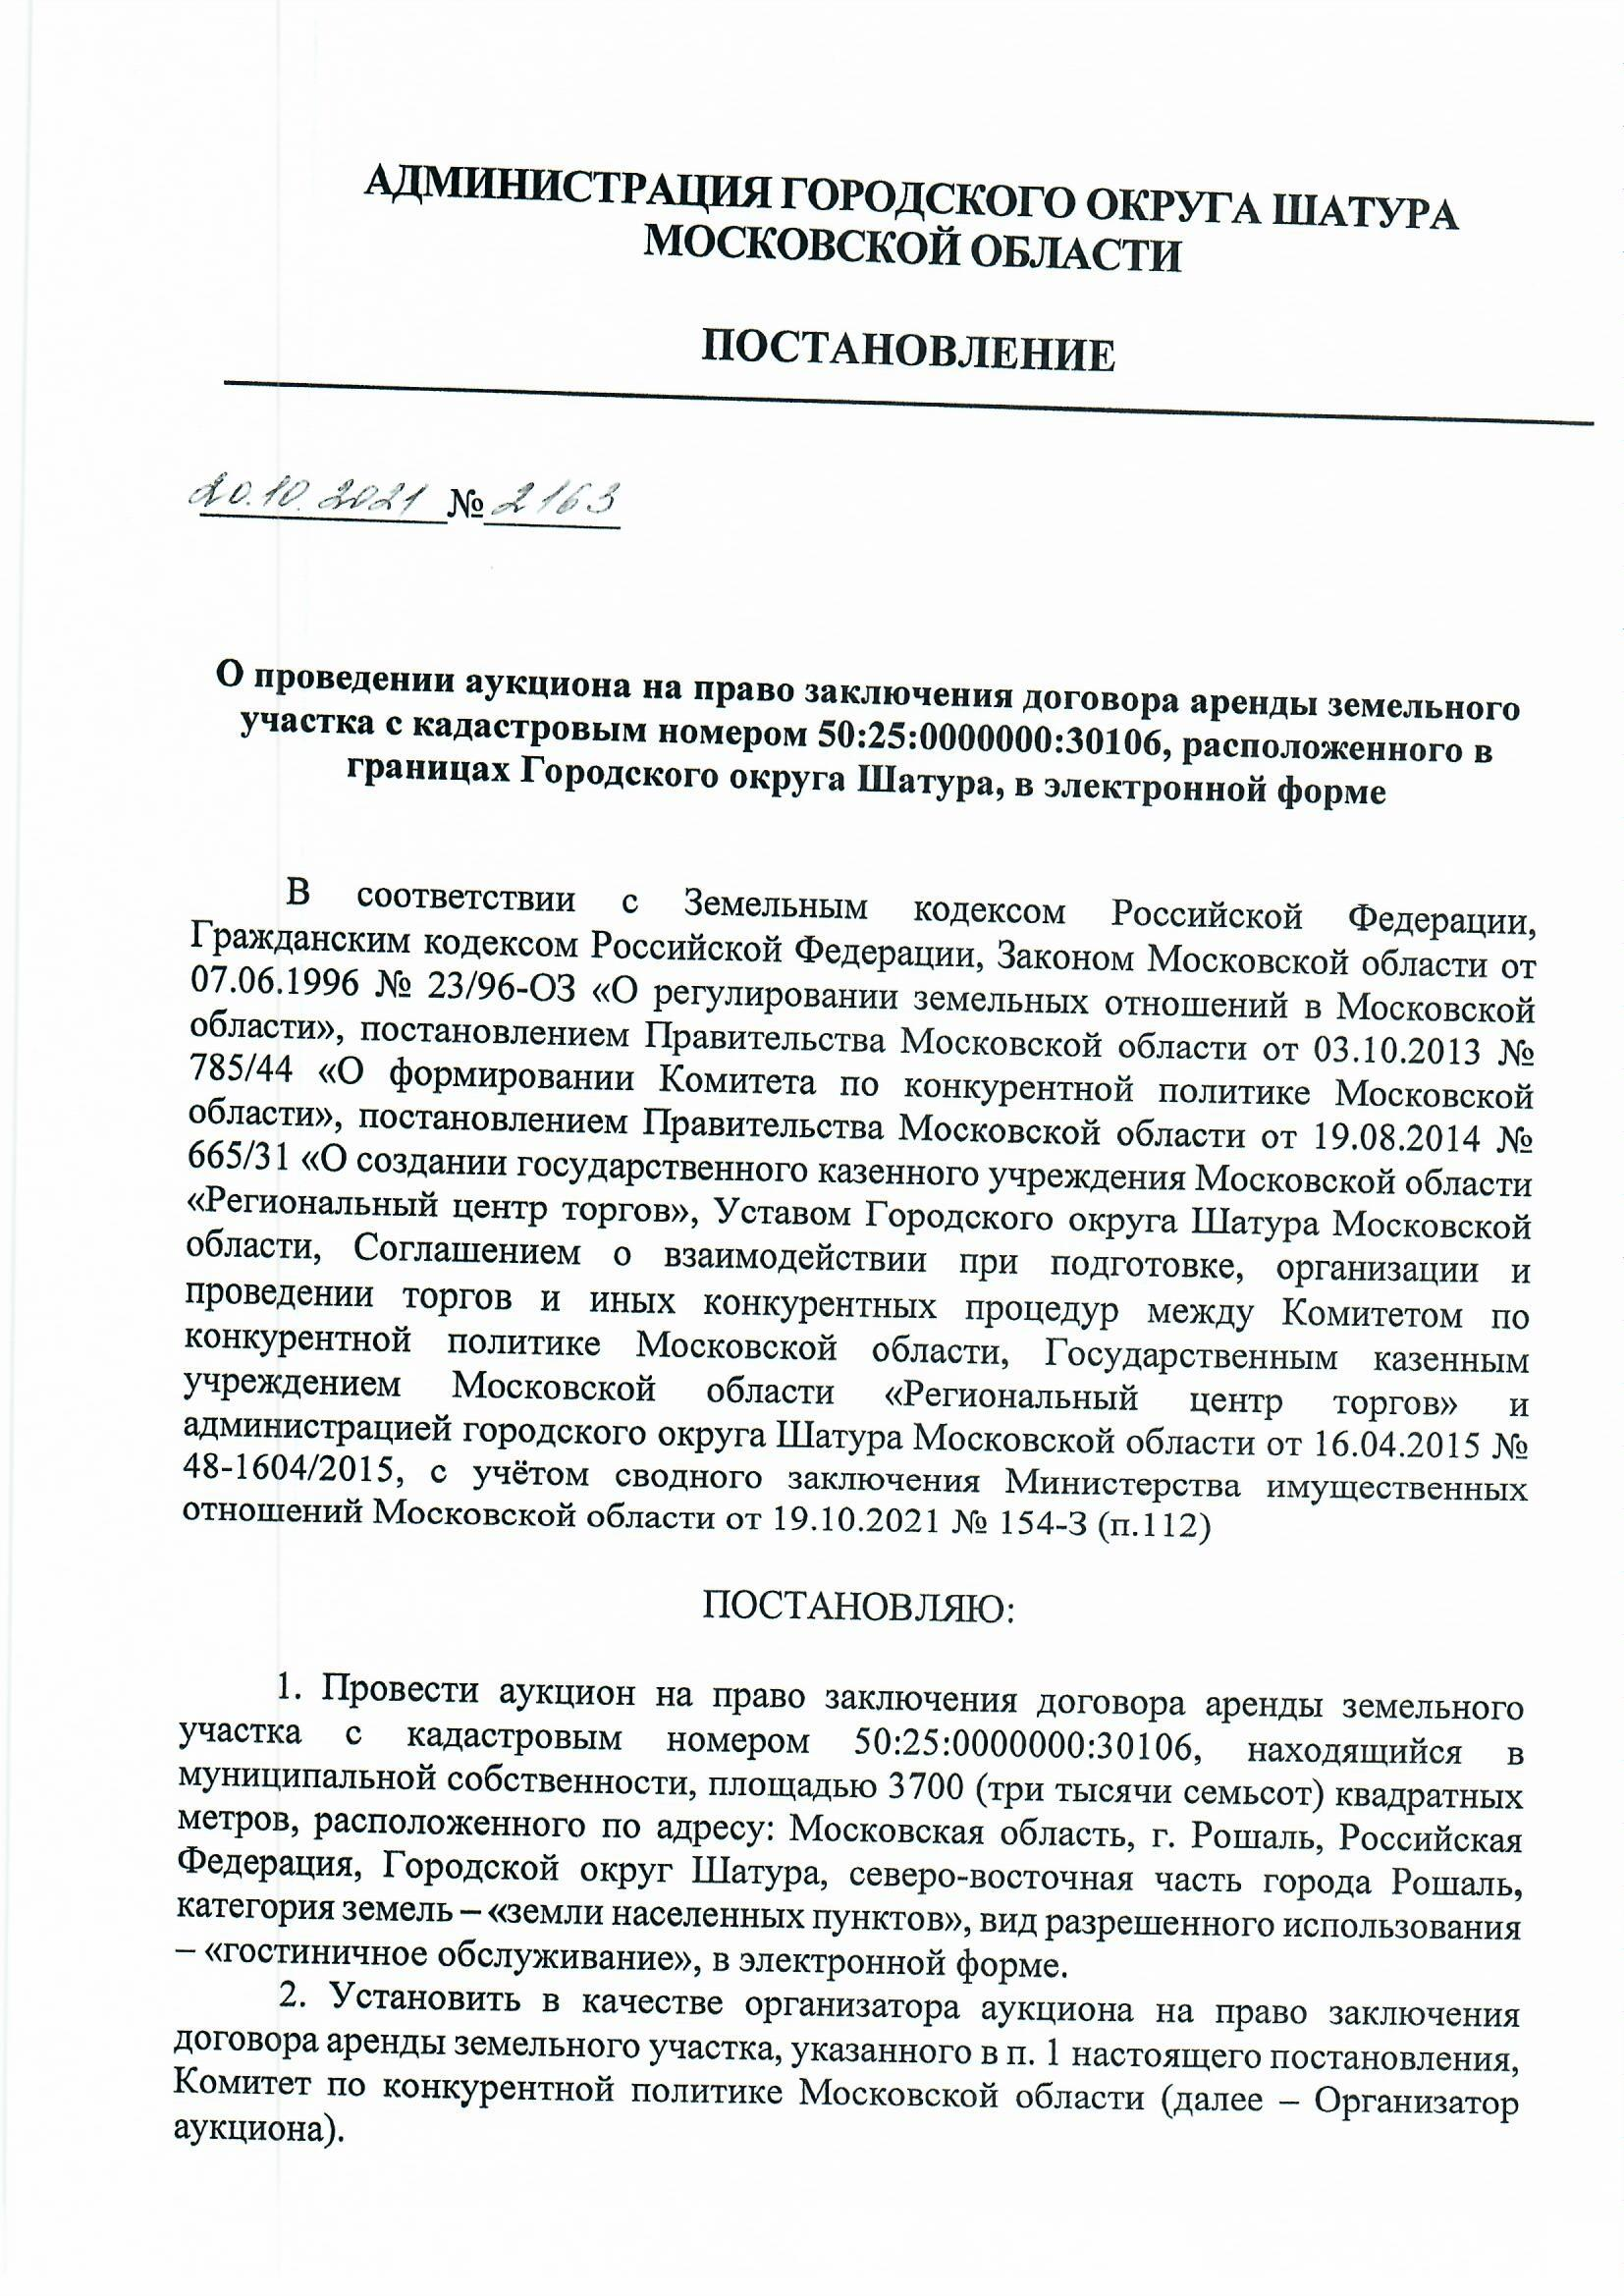 АДМИНИСТРАЦИЯ ГОРОДСКОГО ОКРУГА ШАТУРА
МОСКОВСКОЙ ОБЛАСТИ
ПОСТАНОВЛЕНИЕ
20.10.2021 № 2163
О проведении аукциона на право заключения договора аренды земельного
участка с кадастровым номером 50:25:0000000:30106, расположенного в
границах Городского округа Шатура, в электронной форме
В соответствии с Земельным кодексом Российской Федерации,
Гражданским кодексом Российской Федерации, Законом Московской области от
07.06.1996 № 23/96-ОЗ «О регулировании земельных отношений в Московской
области», постановлением Правительства Московской области от 03.10.2013 №
785/44 «О формировании Комитета по конкурентной политике Московской
области», постановлением Правительства Московской области от 19.08.2014 №
665/31 «О создании государственного казенного учреждения Московской области
«Региональный центр торгов», Уставом Городского округа Шатура Московской
области, Соглашением о взаимодействии при подготовке, организации и
проведении торгов и иных конкурентных процедур между Комитетом по
конкурентной политике Московской области, Государственным казенным
учреждением Московской области «Региональный центр торгов» и
администрацией городского округа Шатура Московской области от 16.04.2015 №
48-1604/2015, с учётом сводного заключения Министерства имущественных
отношений Московской области от 19.10.2021 № 154-З (п.112)
ПОСТАНОВЛЯЮ:
1. Провести аукцион на право заключения договора аренды земельного
участка с кадастровым номером 50:25:0000000:30106, находящийся в
муниципальной собственности, площадью 3700 (три тысячи семьсот) квадратных
метров, расположенного по адресу: Московская область, г. Рошаль, Российская
Федерация, Городской округ Шатура, северо-восточная часть города Рошаль,
категория земель – «земли населенных пунктов», вид разрешенного использования
– «гостиничное обслуживание», в электронной форме.
2. Установить в качестве организатора аукциона на право заключения
договора аренды земельного участка, указанного в п. 1 настоящего постановления,
Комитет по конкурентной политике Московской области (далее – Организатор
аукциона).